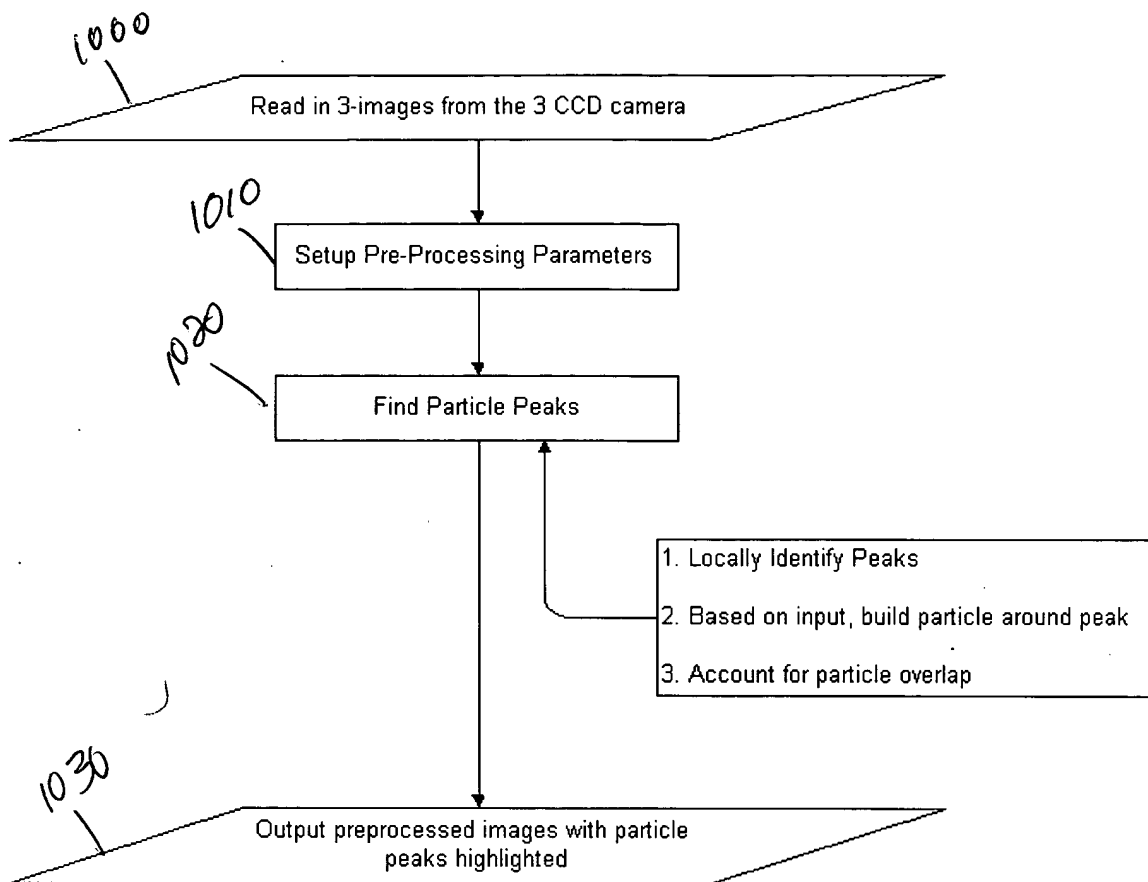 1000
Read in 3-images from the 3 CCD camera
1010
Setup Pre-Processing Parameters
1020
Find Particle Peaks
1. Locally Identify Peaks
2. Based on input, build particle around peak
3. Account for particle overlap
1030
Output preprocessed images with particle
peaks highlighted